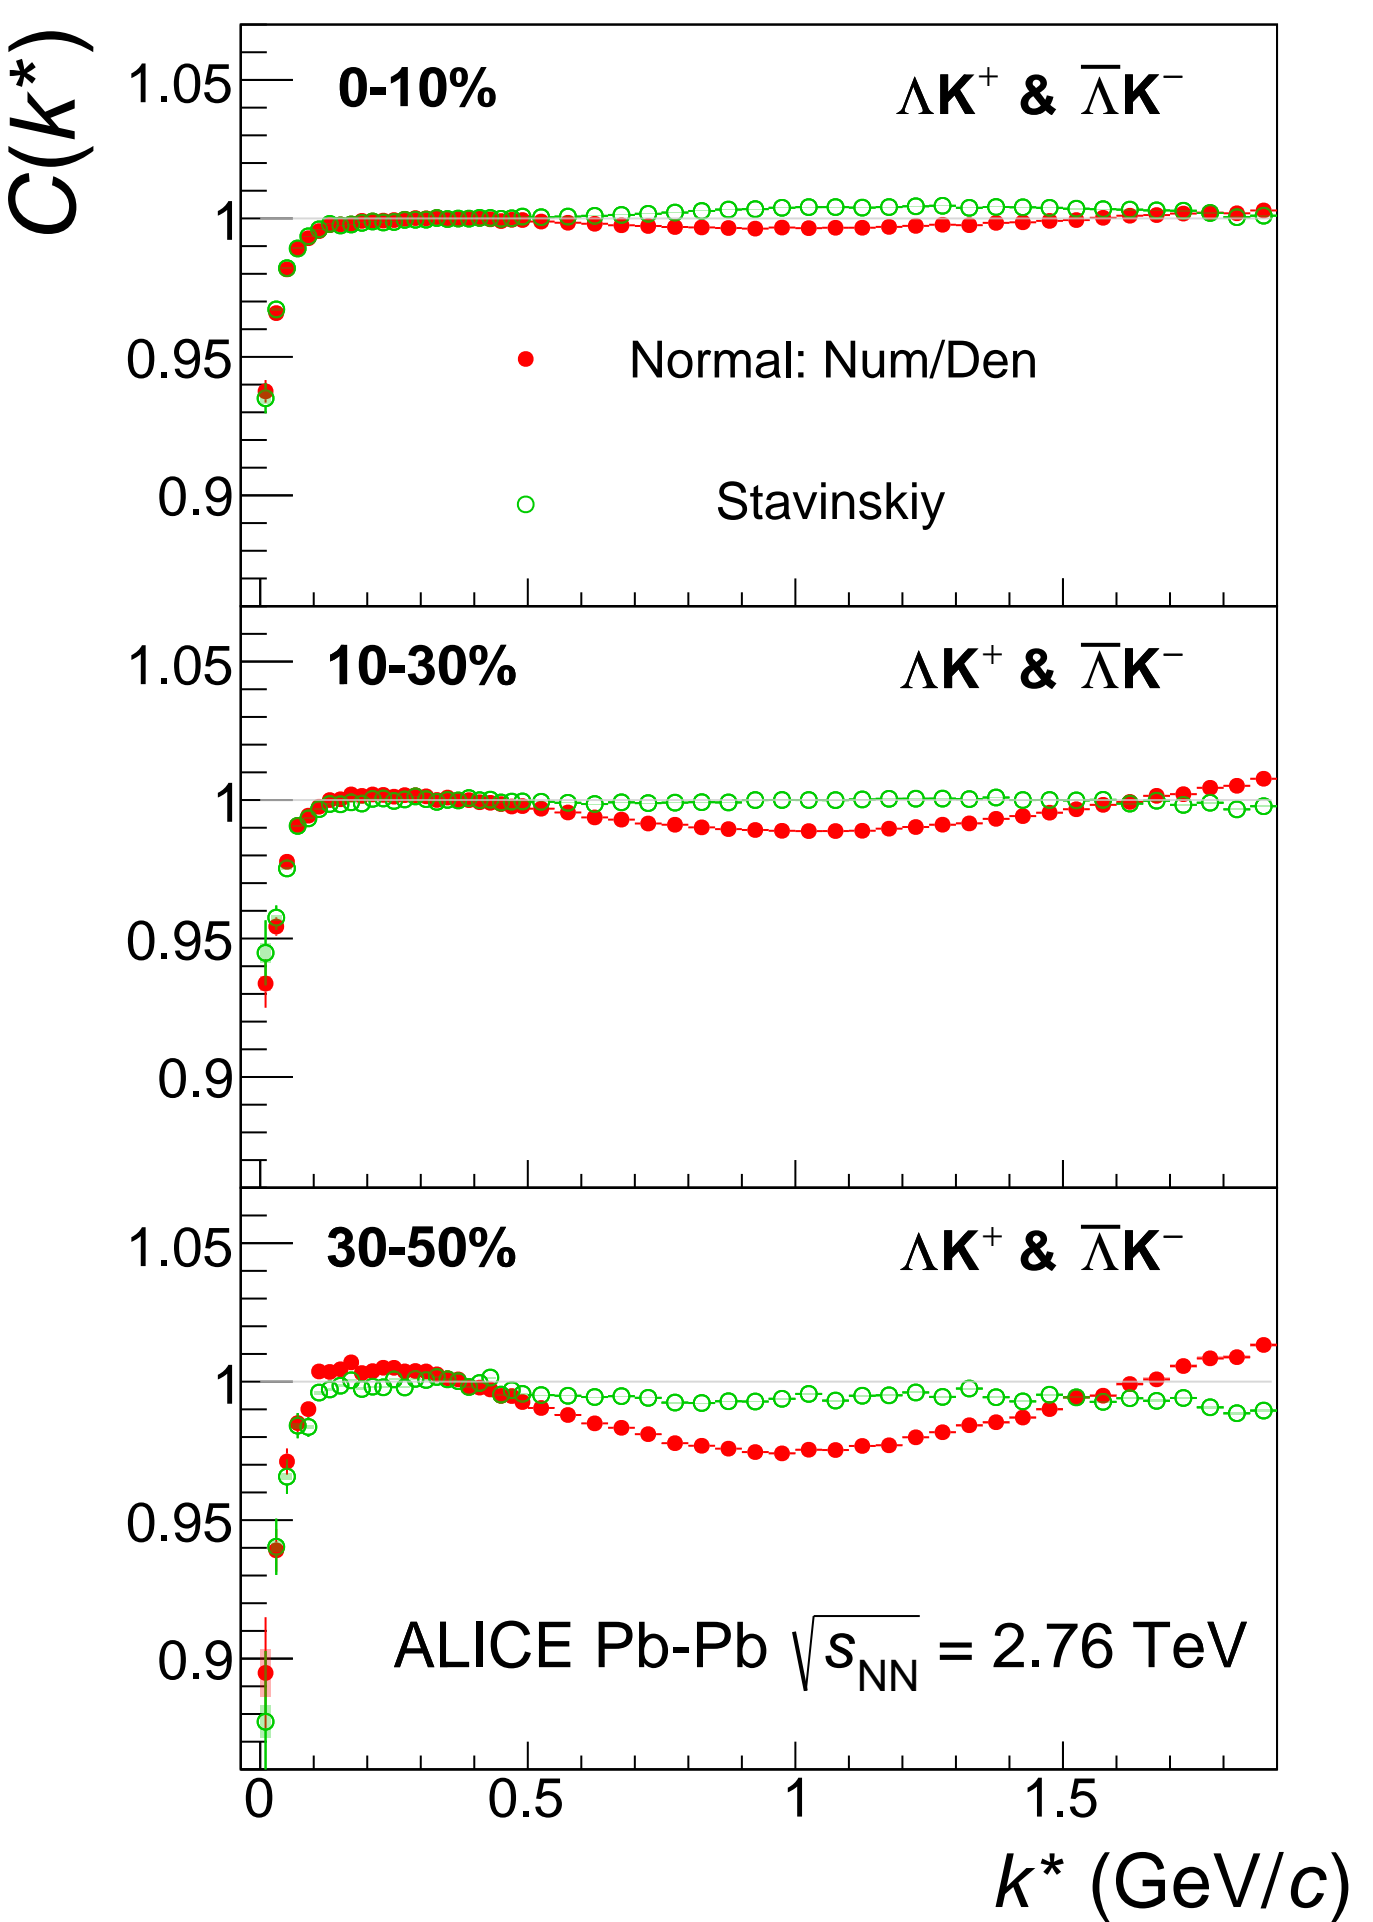 C(k*)
1.05
0-10%
ΛK⁺ & Λ̅K⁻
1
0.95
Normal: Num/Den
0.9
Stavinskiy
1.05
10-30%
ΛK⁺ & Λ̅K⁻
1
0.95
0.9
1.05
30-50%
ΛK⁺ & Λ̅K⁻
1
0.95
0.9
ALICE Pb-Pb √s_NN = 2.76 TeV
0 0.5 1 1.5
k* (GeV/c)